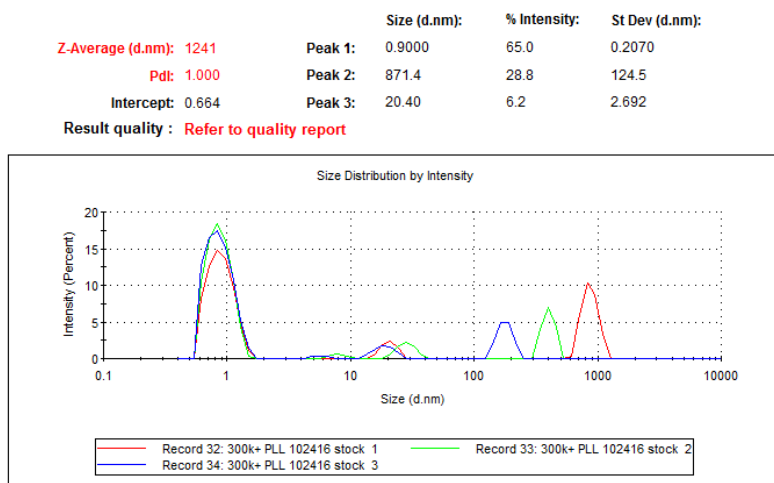 Size (d.nm): % Intensity: St Dev (d.nm):
Z-Average (d.nm): 1241 Peak 1: 0.9000 65.0 0.2070
PdI: 1.000 Peak 2: 871.4 28.8 124.5
Intercept: 0.664 Peak 3: 20.40 6.2 2.692
Result quality : Refer to quality report
Size Distribution by Intensity
20
15
10
5
0
Intensity (Percent)
0.1 1 10 100 1000 10000
Size (d.nm)
Record 32: 300k+ PLL 102416 stock 1 Record 33: 300k+ PLL 102416 stock 2
Record 34: 300k+ PLL 102416 stock 3